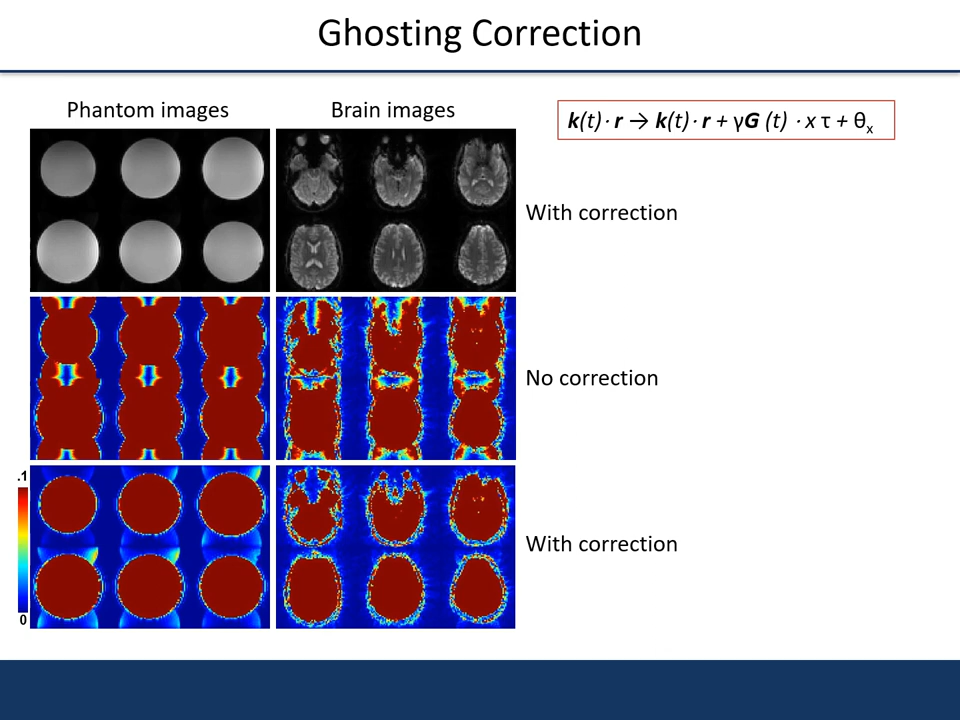 Ghosting Correction
Phantom images
Brain images
k(t)· r → k(t)· r + γG (t) · x τ + θx
With correction
No correction
With correction
.1
0